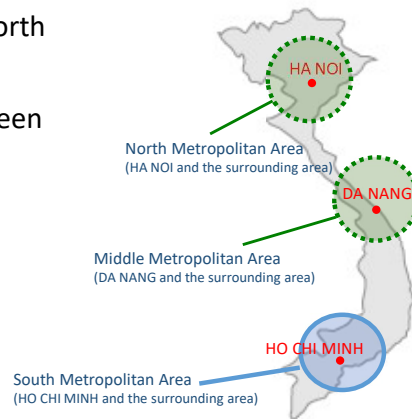 orth
een
HA NOI
North Metropolitan Area
(HA NOI and the surrounding area)
DA NANG
Middle Metropolitan Area
(DA NANG and the surrounding area)
HO CHI MINH
South Metropolitan Area
(HO CHI MINH and the surrounding area)